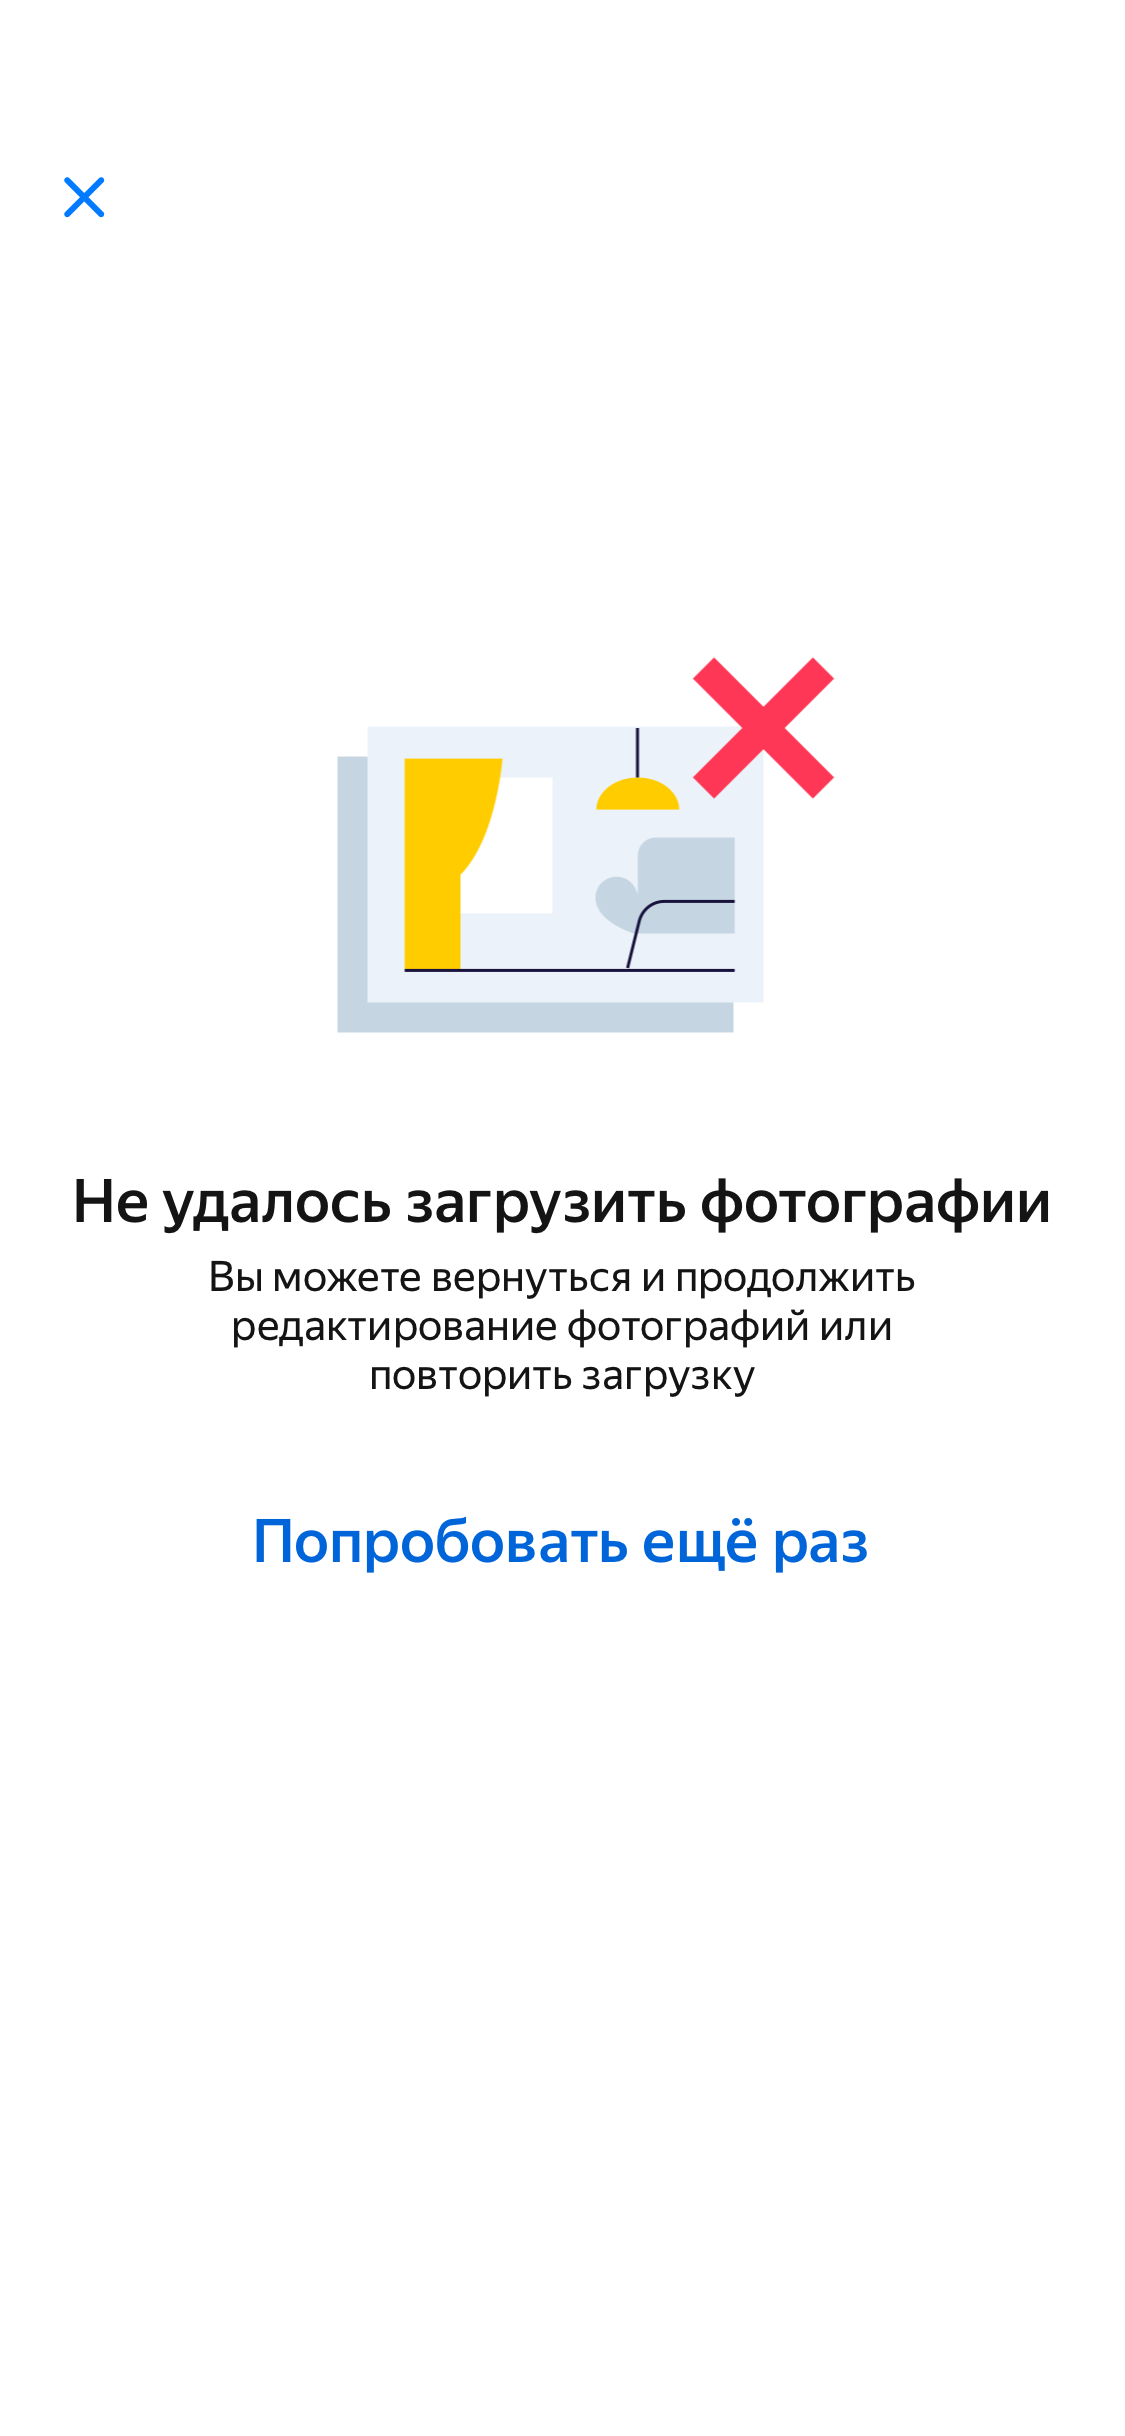 Не удалось загрузить фотографии
Вы можете вернуться и продолжить
редактирование фотографий или
повторить загрузку
Попробовать ещё раз